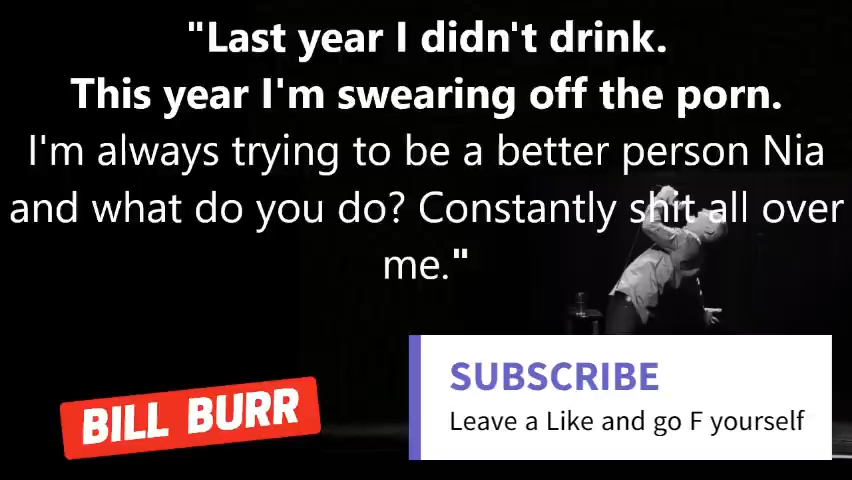 "Last year I didn't drink.
This year I'm swearing off the porn.
I'm always trying to be a better person Nia
and what do you do? Constantly shit all over
me."
SUBSCRIBE
Leave a Like and go F yourself
BILL BURR